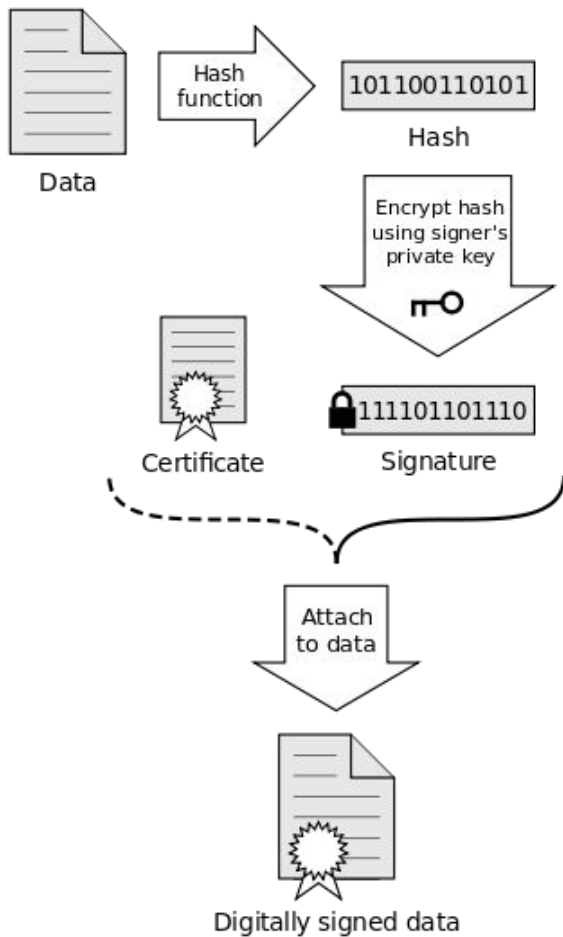 Hash
function
101100110101
Hash
Data
Encrypt hash
using signer's
private key
111101101110
Certificate
Signature
Attach
to data
Digitally signed data